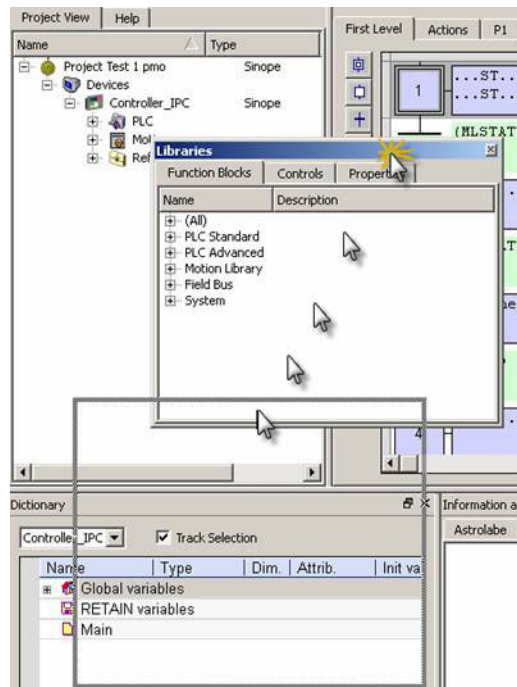 Project View Help
Name Type
Project Test 1 pmo Sinope
Devices
Controller_IPC Sinope
PLC
Mot
Ref
First Level Actions P1
1 ...ST..
...ST..
(MLSTAT
Libraries
Function Blocks Controls Propert
Name Description
(All)
PLC Standard
PLC Advanced
Motion Library
Field Bus
System
4
Dictionary
Controlle _IPC Track Selection
Name Type Dim. Attrib. Init va
Global variables
RETAIN variables
Main
Information a
Astrolabe